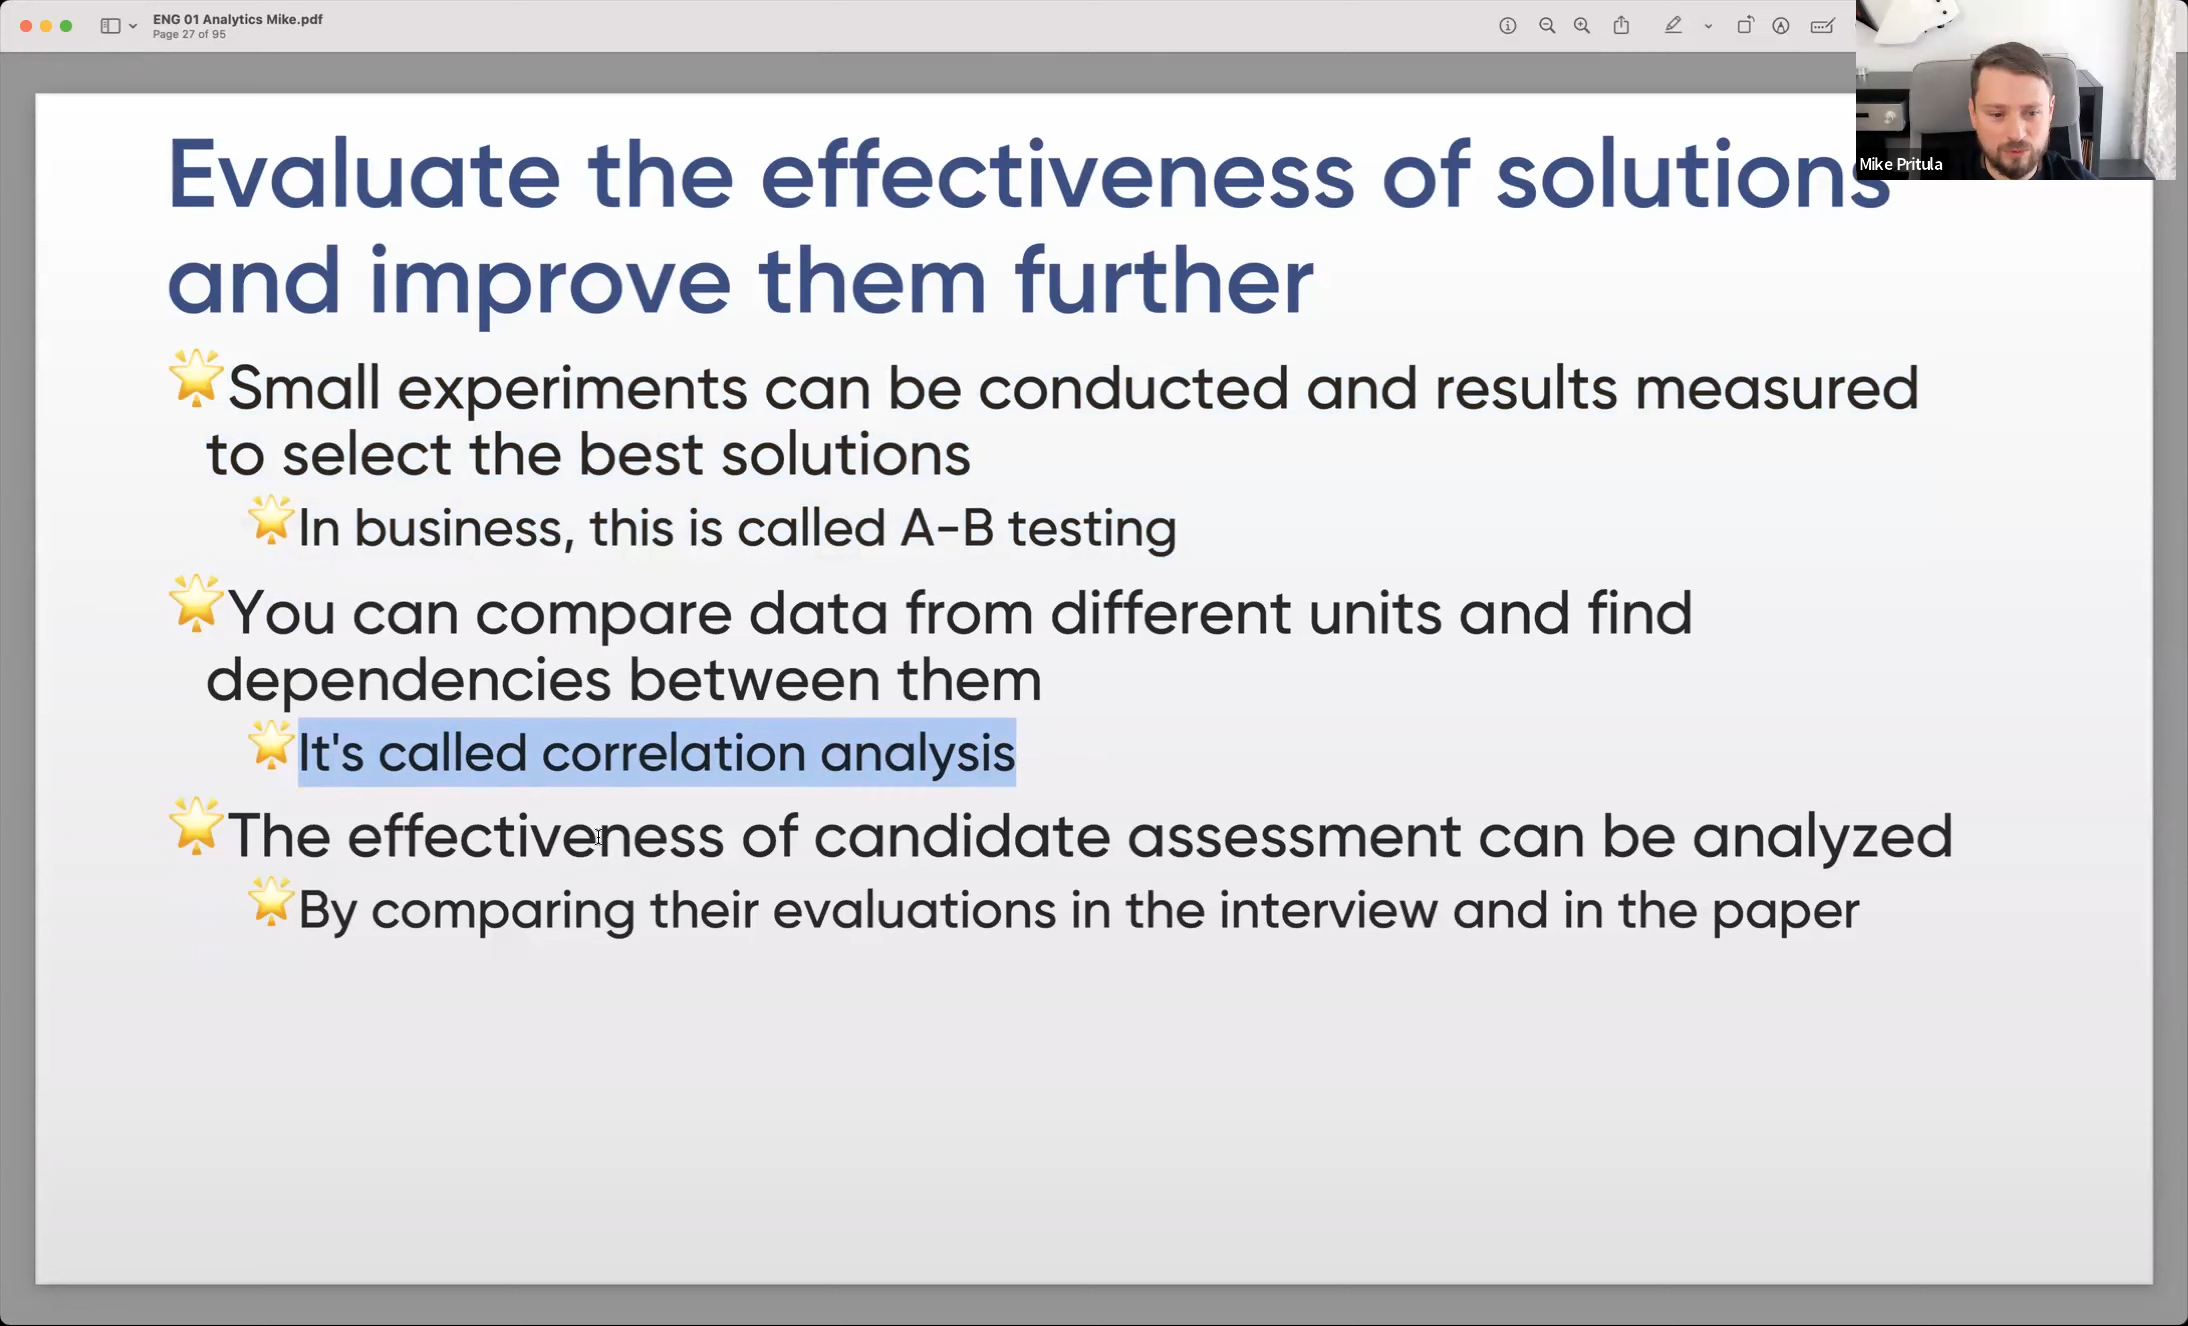 ENG 01 Analytics Mike.pdf
Page 27 of 95
Mike Pritula
Evaluate the effectiveness of solutions
and improve them further
Small experiments can be conducted and results measured
to select the best solutions
In business, this is called A-B testing
You can compare data from different units and find
dependencies between them
It's called correlation analysis
The effectiveness of candidate assessment can be analyzed
By comparing their evaluations in the interview and in the paper